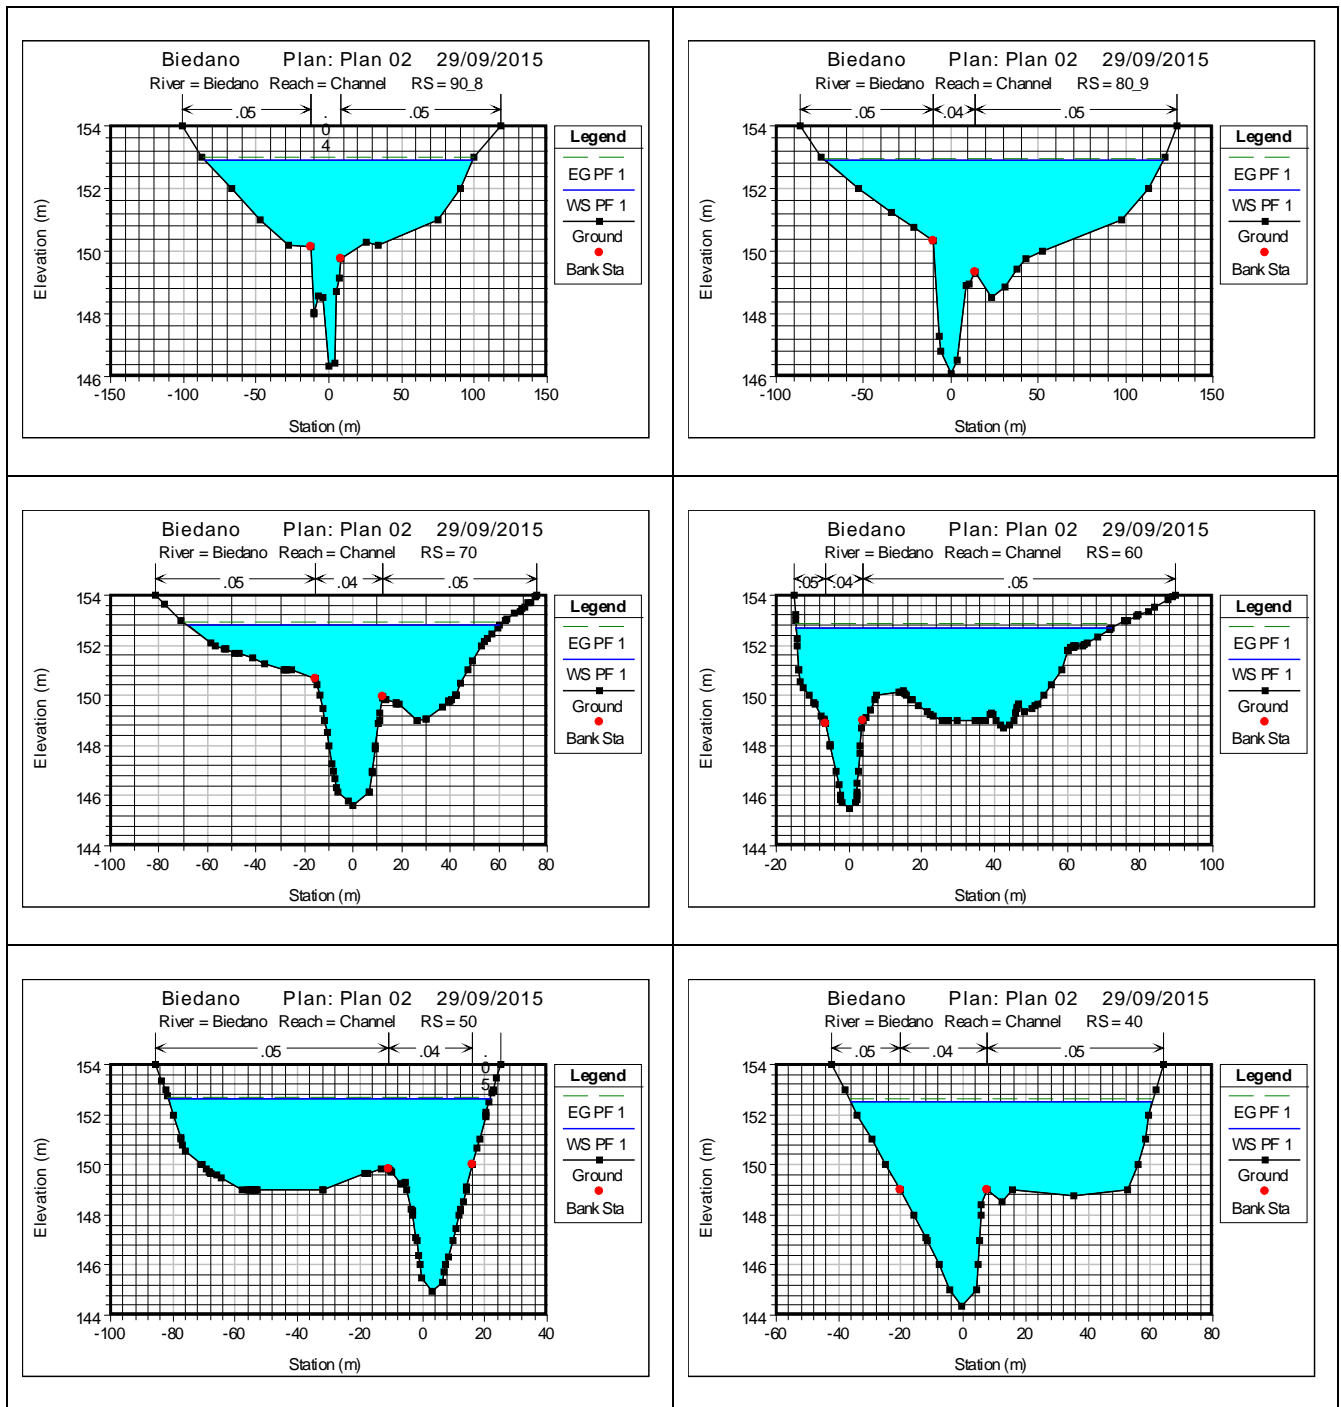 Biedano Plan: Plan 02 29/09/2015
River = Biedano Reach = Channel RS = 90_8
.05 .04 .05
Legend
EG PF 1
WS PF 1
Ground
Bank Sta
Elevation (m)
154
152
150
148
146
-150 -100 -50 0 50 100 150
Station (m)
Biedano Plan: Plan 02 29/09/2015
River = Biedano Reach = Channel RS = 80_9
.05 .04 .05
Legend
EG PF 1
WS PF 1
Ground
Bank Sta
Elevation (m)
154
152
150
148
146
-100 -50 0 50 100 150
Station (m)
Biedano Plan: Plan 02 29/09/2015
River = Biedano Reach = Channel RS = 70
.05 .04 .05
Legend
EG PF 1
WS PF 1
Ground
Bank Sta
Elevation (m)
154
152
150
148
146
144
-100 -80 -60 -40 -20 0 20 40 60 80
Station (m)
Biedano Plan: Plan 02 29/09/2015
River = Biedano Reach = Channel RS = 60
.05 .04 .05
Legend
EG PF 1
WS PF 1
Ground
Bank Sta
Elevation (m)
154
152
150
148
146
144
-20 0 20 40 60 80 100
Station (m)
Biedano Plan: Plan 02 29/09/2015
River = Biedano Reach = Channel RS = 50
.05 .04 .05
Legend
EG PF 1
WS PF 1
Ground
Bank Sta
Elevation (m)
154
152
150
148
146
144
-100 -80 -60 -40 -20 0 20 40
Station (m)
Biedano Plan: Plan 02 29/09/2015
River = Biedano Reach = Channel RS = 40
.05 .04 .05
Legend
EG PF 1
WS PF 1
Ground
Bank Sta
Elevation (m)
154
152
150
148
146
144
-60 -40 -20 0 20 40 60 80
Station (m)